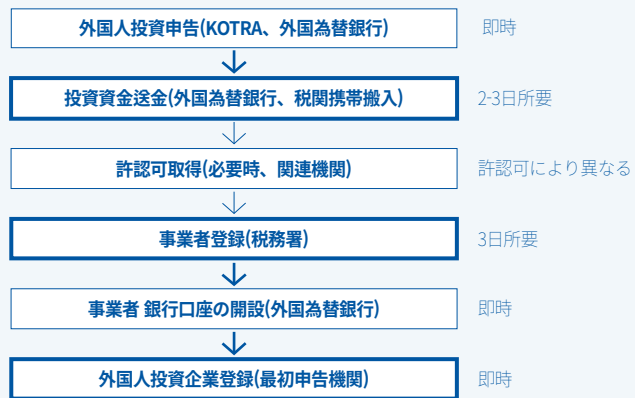 外国人投資申告(KOTRA、外国為替銀行) 即時
投資資金送金(外国為替銀行、税関携帯搬入) 2-3日所要
許認可取得(必要時、関連機関) 許認可により異なる
事業者登録(税務署) 3日所要
事業者 銀行口座の開設(外国為替銀行) 即時
外国人投資企業登録(最初申告機関) 即時